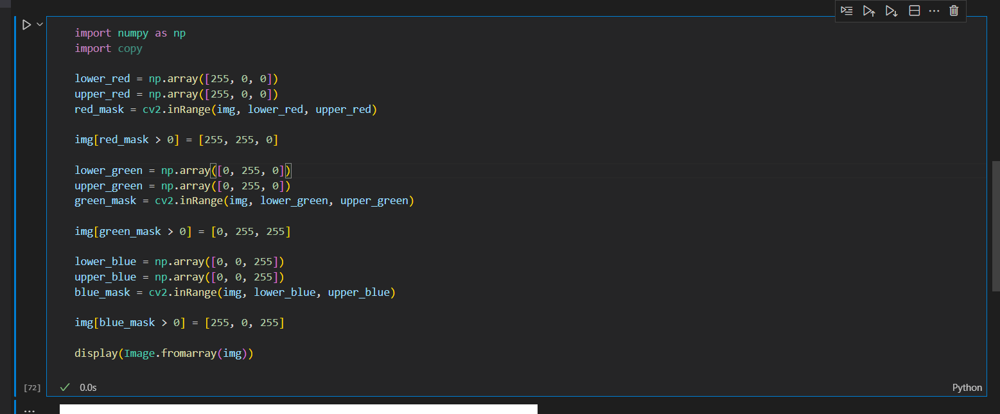 import numpy as np
import copy
lower_red = np.array([255, 0, 0])
upper_red = np.array([255, 0, 0])
red_mask = cv2.inRange(img, lower_red, upper_red)
img[red_mask > 0] = [255, 255, 0]
lower_green = np.array([0, 255, 0])
upper_green = np.array([0, 255, 0])
green_mask = cv2.inRange(img, lower_green, upper_green)
img[green_mask > 0] = [0, 255, 255]
lower_blue = np.array([0, 0, 255])
upper_blue = np.array([0, 0, 255])
blue_mask = cv2.inRange(img, lower_blue, upper_blue)
img[blue_mask > 0] = [255, 0, 255]
display(Image.fromarray(img))
[72] 0.0s Python